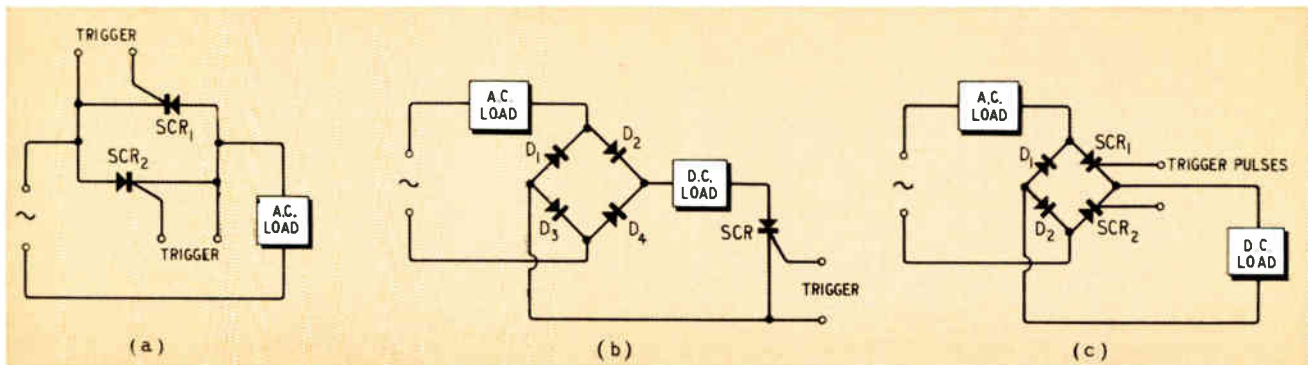 TRIGGER
SCR1
SCR2
TRIGGER
A.C.
LOAD
~
(a)
A.C.
LOAD
D1
D2
D3
D4
D.C.
LOAD
SCR
TRIGGER
~
(b)
A.C.
LOAD
D1
SCR1
TRIGGER PULSES
D2
SCR2
D.C.
LOAD
~
(c)